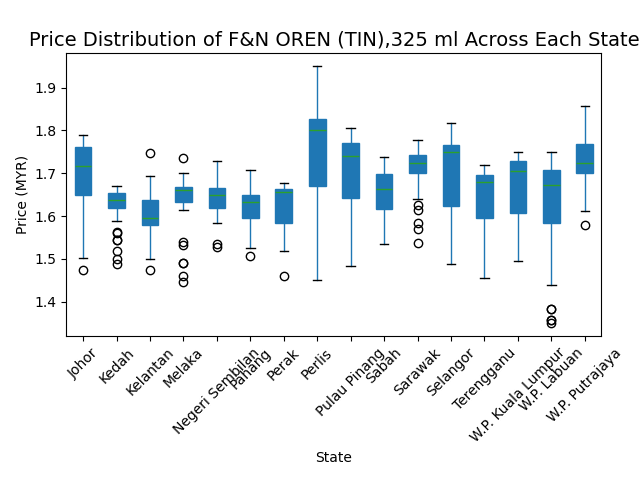 Price Distribution of F&N OREN (TIN),325 ml Across Each State
Price (MYR)
1.9
1.8
1.7
1.6
1.5
1.4
Johor
Kedah
Kelantan
Melaka
Negeri Sembilan
Pahang
Perak
Perlis
Pulau Pinang
Sabah
Sarawak
Selangor
Terengganu
W.P. Kuala Lumpur
W.P. Labuan
W.P. Putrajaya
State